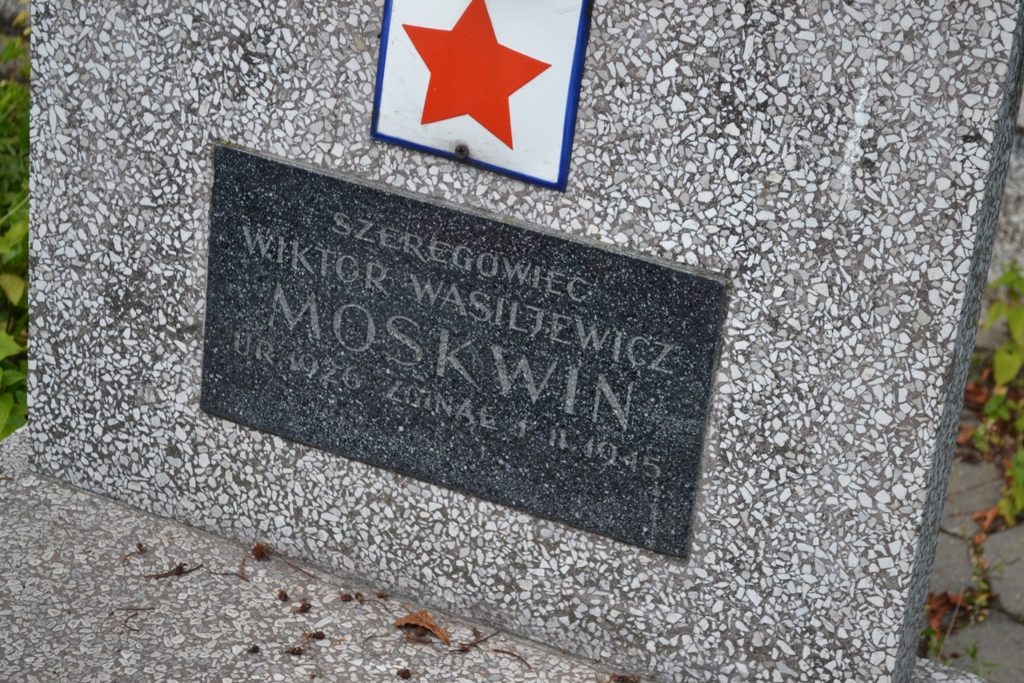 SZEREGOWIEC
WIKTOR WASILJEWICZ
MOSKWIN
UR. 1926 ZGINĄŁ 1 II.1945